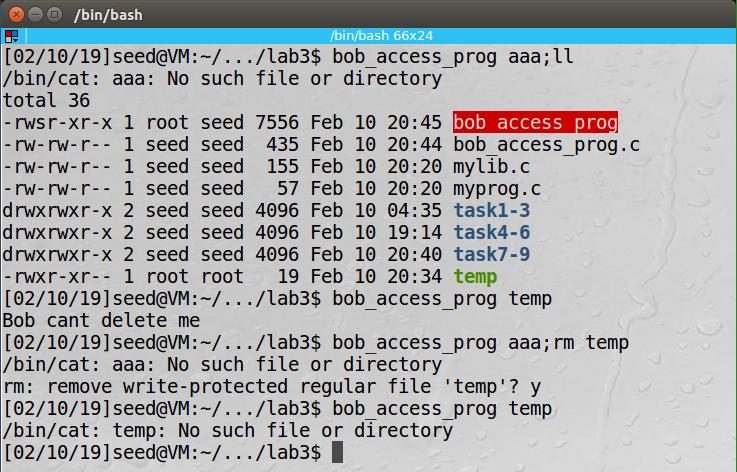 /bin/bash
/bin/bash 66x24
[02/10/19]seed@VM:~/.../lab3$ bob_access_prog aaa;ll
/bin/cat: aaa: No such file or directory
total 36
-rwsr-xr-x 1 root seed 7556 Feb 10 20:45 bob_access_prog
-rw-rw-r-- 1 seed seed  435 Feb 10 20:44 bob_access_prog.c
-rw-rw-r-- 1 seed seed  155 Feb 10 20:20 mylib.c
-rw-rw-r-- 1 seed seed   57 Feb 10 20:20 myprog.c
drwxrwxr-x 2 seed seed 4096 Feb 10 04:35 task1-3
drwxrwxr-x 2 seed seed 4096 Feb 10 19:14 task4-6
drwxrwxr-x 2 seed seed 4096 Feb 10 20:40 task7-9
-rwxr-xr-- 1 root root   19 Feb 10 20:34 temp
[02/10/19]seed@VM:~/.../lab3$ bob_access_prog temp
Bob cant delete me
[02/10/19]seed@VM:~/.../lab3$ bob_access_prog aaa;rm temp
/bin/cat: aaa: No such file or directory
rm: remove write-protected regular file 'temp'? y
[02/10/19]seed@VM:~/.../lab3$ bob_access_prog temp
/bin/cat: temp: No such file or directory
[02/10/19]seed@VM:~/.../lab3$